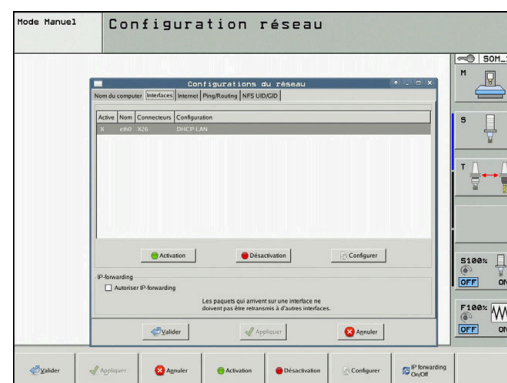 Mode Manuel
Configuration réseau
SOM_
Configurations du réseau
Nom du computer Interfaces Internet Ping/Routing NFS UID/GID
M
Active Nom Connecteurs Configuration
X eth0 X26 DHCP-LAN
S
T
Activation Désactivation Configurer
IP-forwarding
Autoriser IP-forwarding
Les paquets qui arrivent sur une interface ne
doivent pas être retransmis à d'autres interfaces.
S100%
OFF ON
Valider Appliquer Annuler
F100%
OFF ON
Valider Appliquer Annuler Activation Désactivation Configurer IP forwarding
On/Off